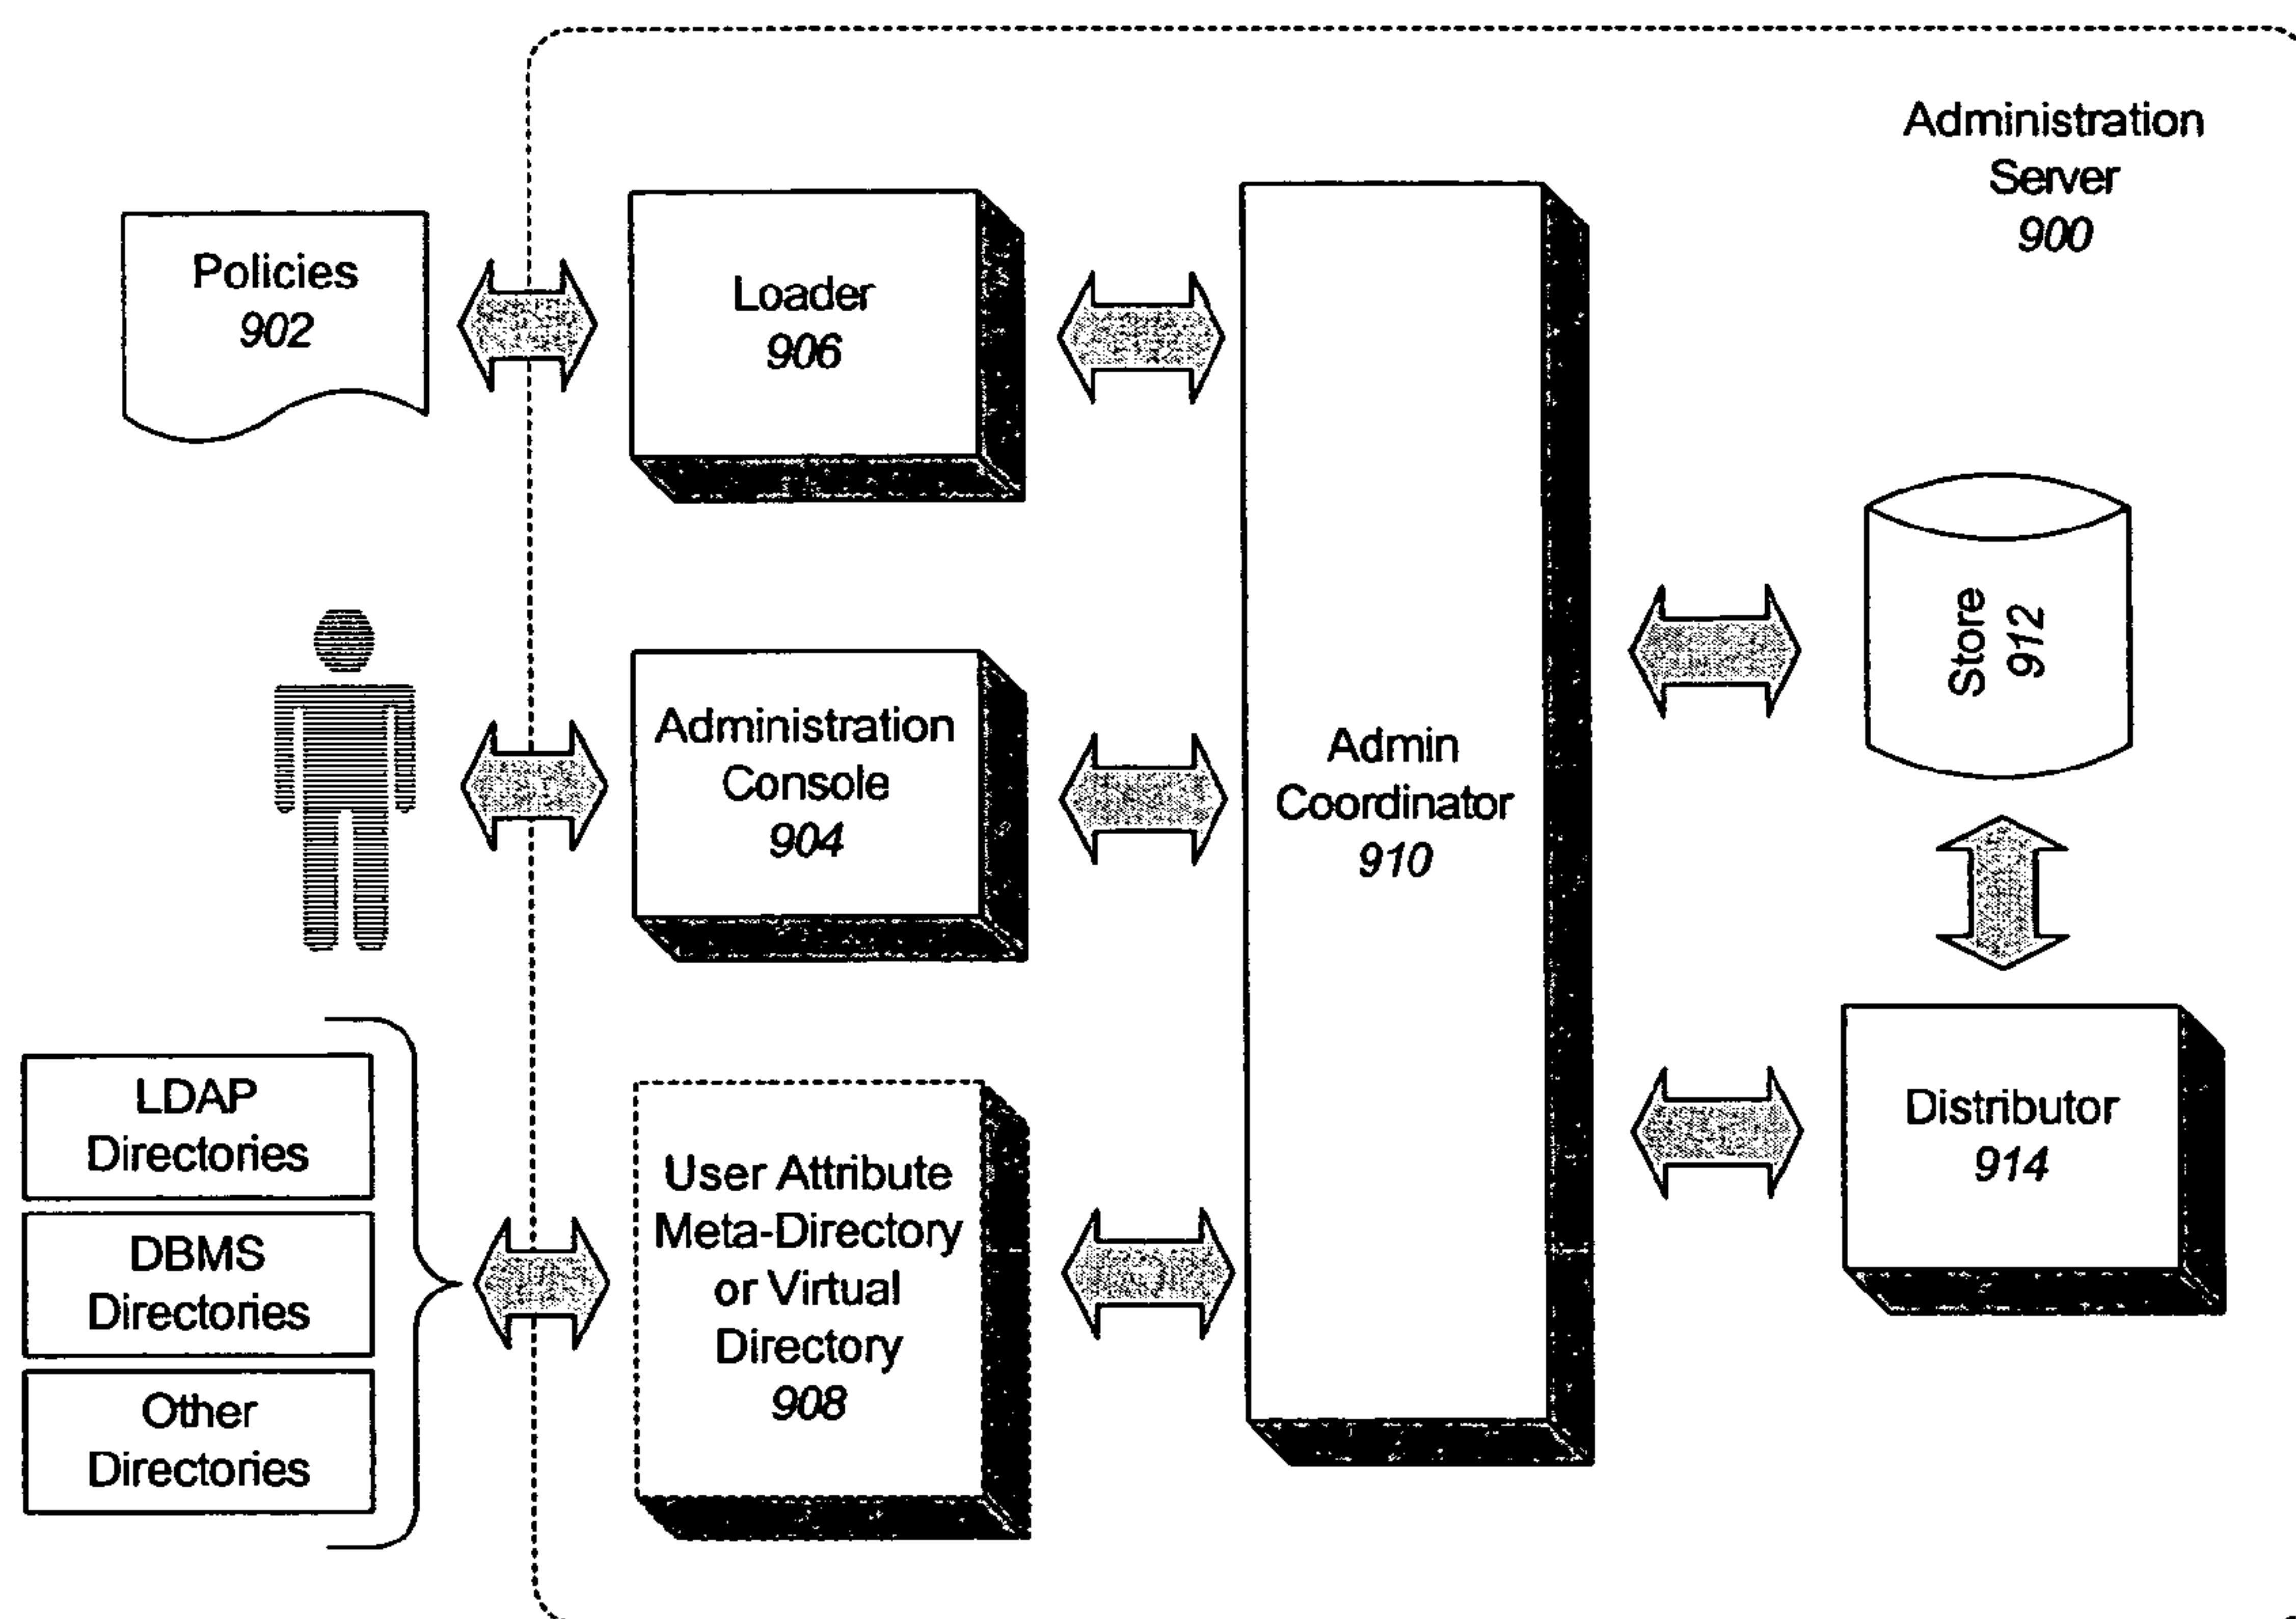 Administration
Server
900
Policies
902
Loader
906
Administration
Console
904
Admin
Coordinator
910
Store
912
LDAP
Directories
DBMS
Directories
Other
Directories
User Attribute
Meta-Directory
or Virtual
Directory
908
Distributor
914